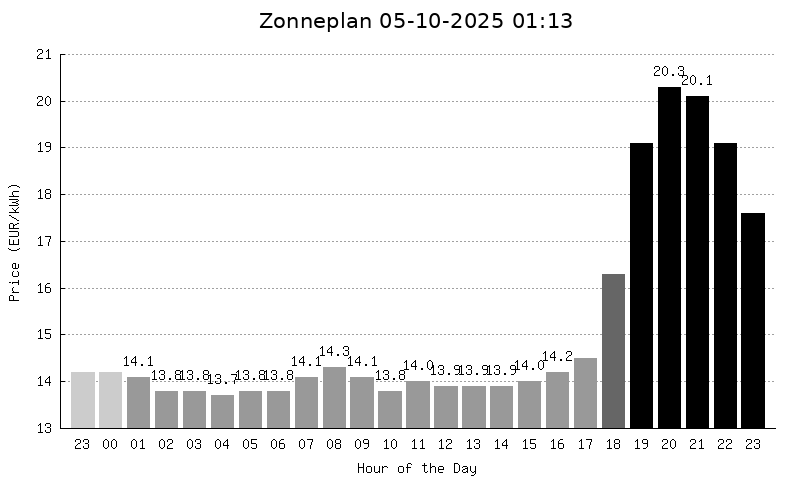 Zonneplan 05-10-2025 01:13
21
20
19
18
17
16
15
14
13
Price (EUR/kWh)
14.1 13.8 13.8 13.7 13.8 13.8 14.1 14.3 14.1 13.8 14.0 13.9 13.9 13.9 14.0 14.2 20.3 20.1
23 00 01 02 03 04 05 06 07 08 09 10 11 12 13 14 15 16 17 18 19 20 21 22 23
Hour of the Day